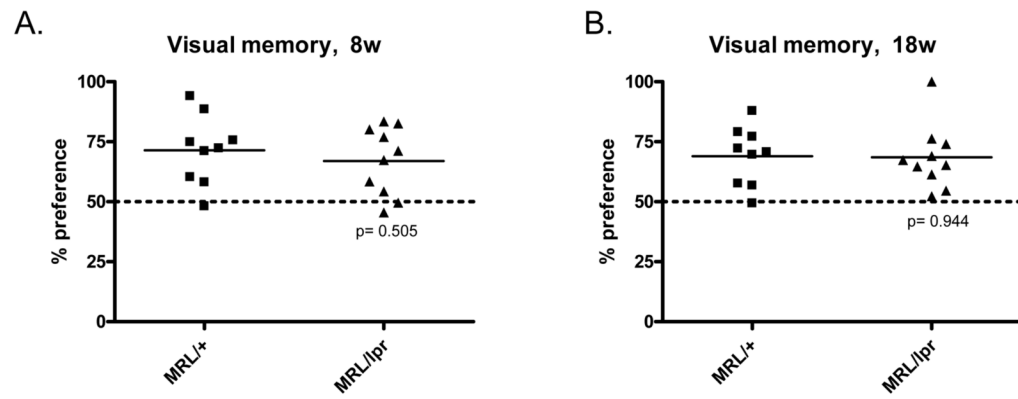 A.
Visual memory, 8w
100
75
50
25
0
% preference
p= 0.505
MRL/+
MRL/lpr
B.
Visual memory, 18w
100
75
50
25
0
% preference
p= 0.944
MRL/+
MRL/lpr